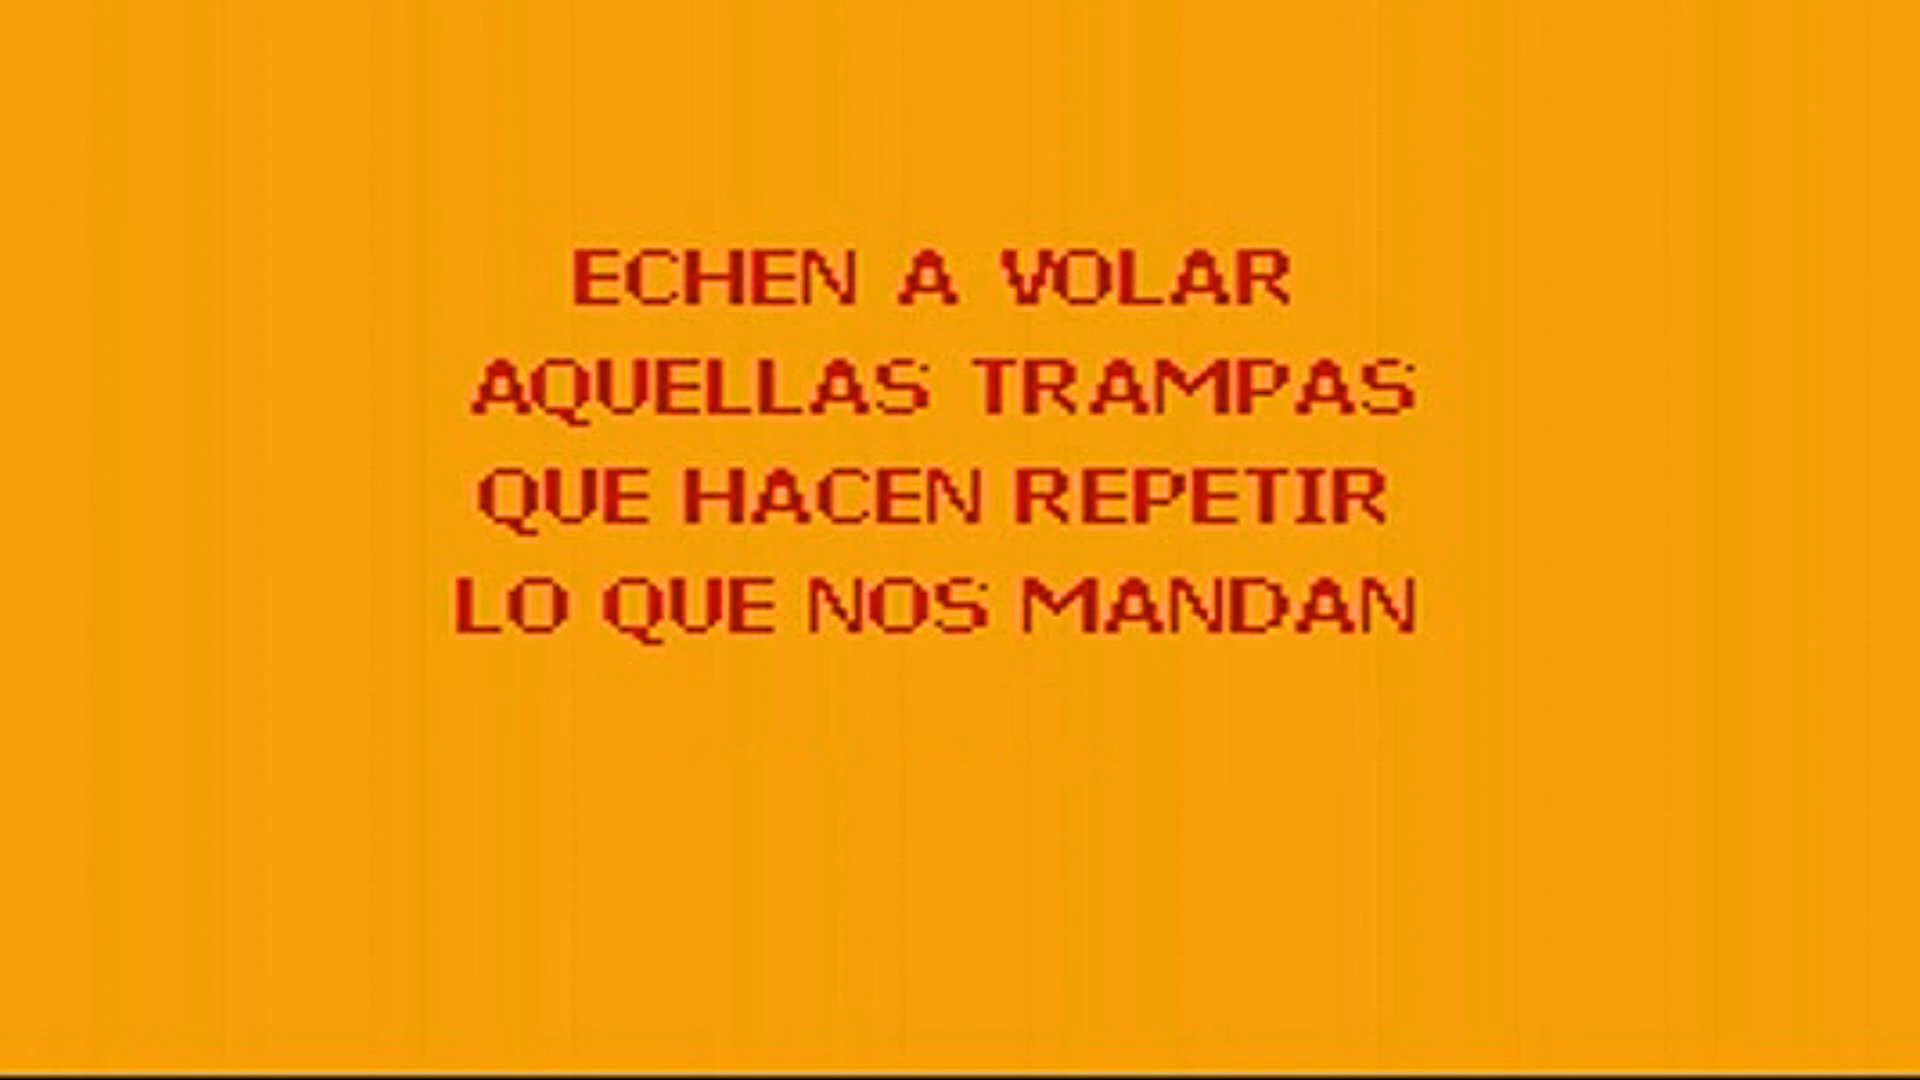 ECHEN A VOLAR
AQUELLAS TRAMPAS
QUE HACEN REPETIR
LO QUE NOS MANDAN